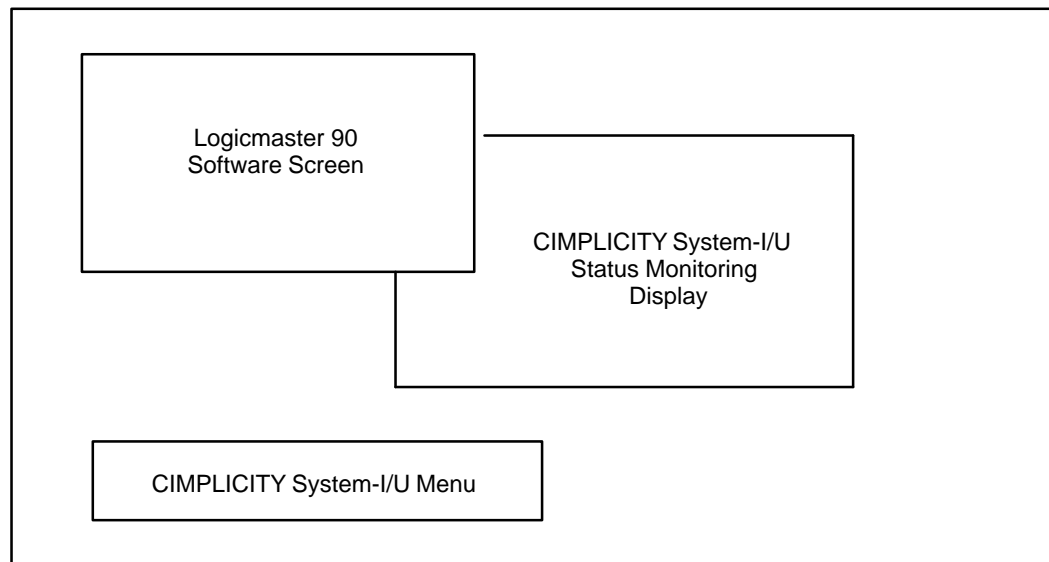 Logicmaster 90
Software Screen
CIMPLICITY System-I/U
Status Monitoring
Display
CIMPLICITY System-I/U Menu